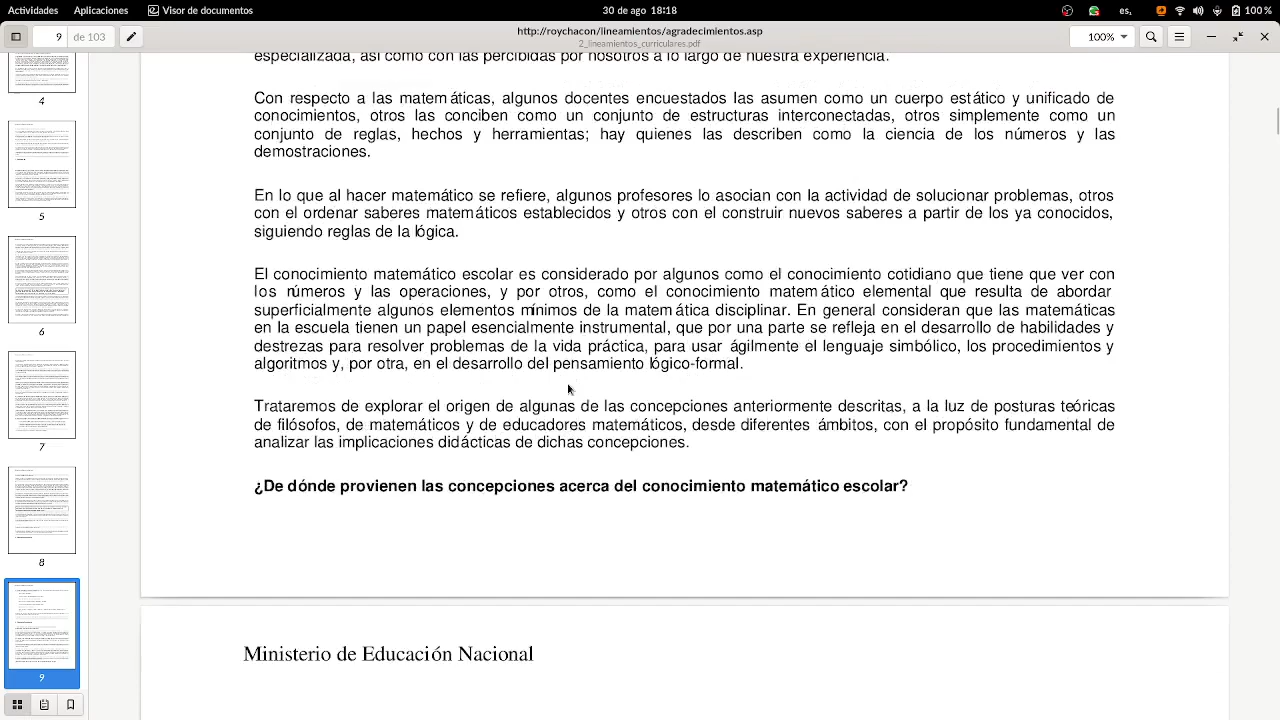 Actividades Aplicaciones Visor de documentos 30 de ago 18:18 es, 100 %
9 de 103 http://roychacon/lineamientos/agradecimientos.asp 100%
2_lineamientos_curriculares.pdf
especializada, así como como percibidas por nosotros a lo largo nuestra experiencia.
Con respecto a las matemáticas, algunos docentes encuestados las asumen como un cuerpo estático y unificado de
conocimientos, otros las conciben como un conjunto de estructuras interconectadas, otros simplemente como un
conjunto de reglas, hechos y herramientas; hay quienes las describen como la ciencia de los números y las
demostraciones.
En lo que al hacer matemático se refiere, algunos profesores lo asocian con la actividad de solucionar problemas, otros
con el ordenar saberes matemáticos establecidos y otros con el construir nuevos saberes a partir de los ya conocidos,
siguiendo reglas de la lógica.
El conocimiento matemático escolar es considerado por algunos como el conocimiento cotidiano que tiene que ver con
los números y las operaciones, y por otros, como el conocimiento matemático elemental que resulta de abordar
superficialmente algunos elementos mínimos de la matemática disciplinar. En general consideran que las matemáticas
en la escuela tienen un papel esencialmente instrumental, que por una parte se refleja en el desarrollo de habilidades y
destrezas para resolver problemas de la vida práctica, para usar ágilmente el lenguaje simbólico, los procedimientos y
algoritmos y, por otra, en el desarrollo del pensamiento lógico-formal.
Trataremos de explorar el origen de algunas de las concepciones anteriormente descritas a la luz de posturas teóricas
de filósofos, de matemáticos y de educadores matemáticos, desde diferentes ámbitos, con el propósito fundamental de
analizar las implicaciones didácticas de dichas concepciones.
¿De dónde provienen las concepciones acerca del conocimiento matemático escolar?
Ministerio de Educación Nacional
4
5
6
7
8
9